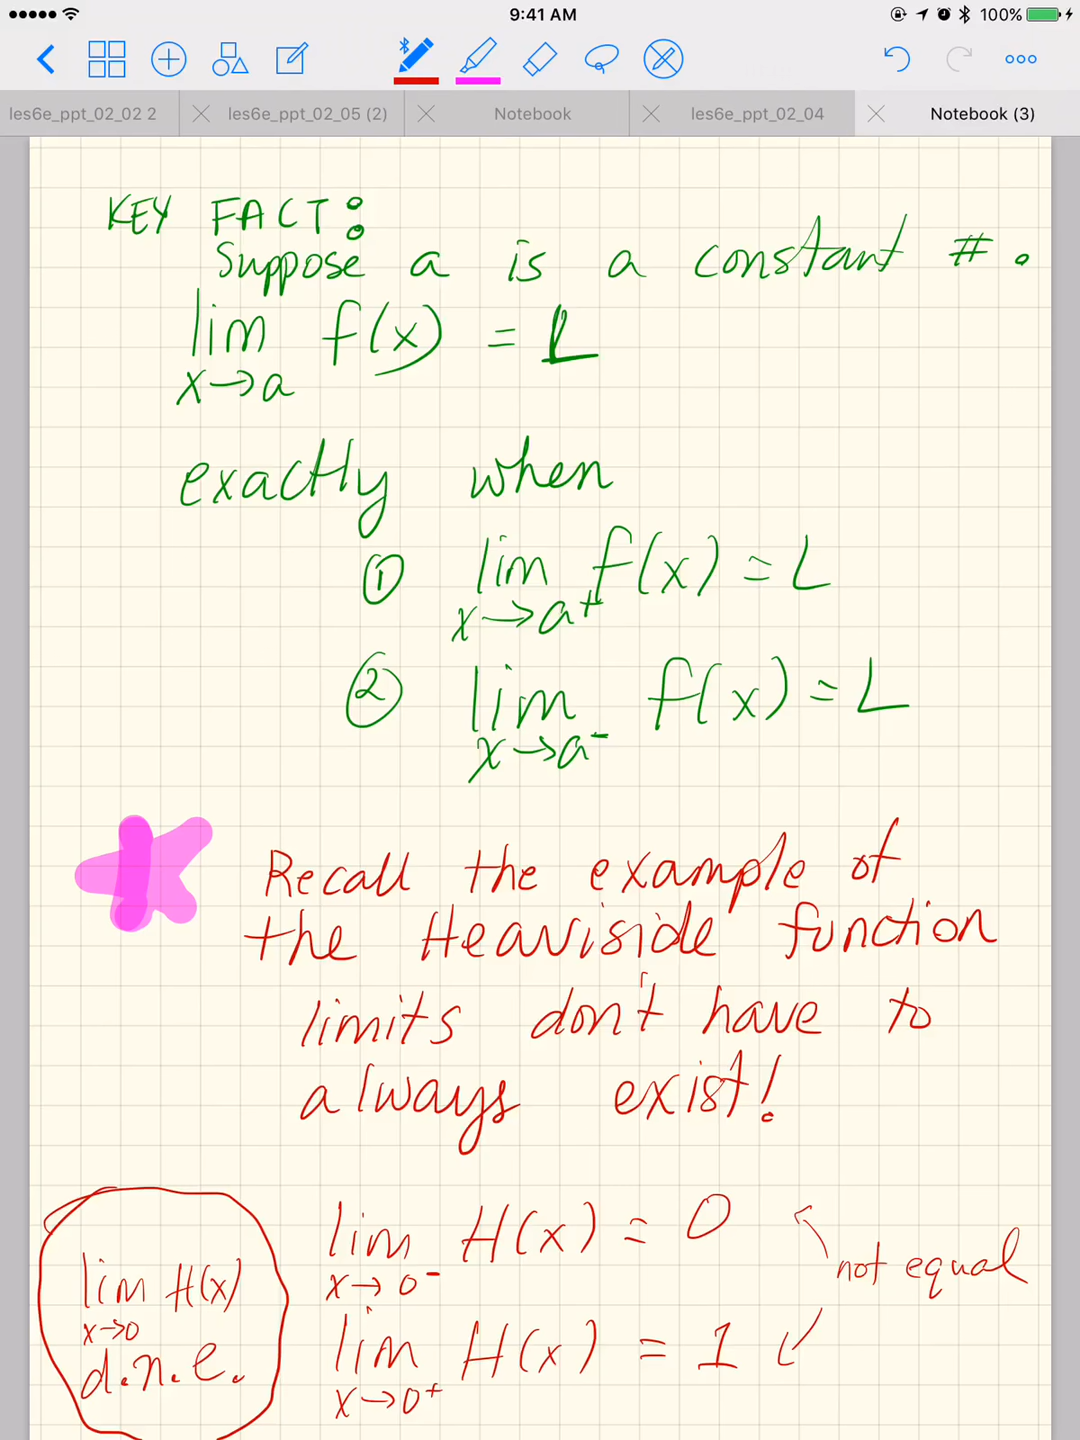 9:41 AM 100%
les6e_ppt_02_02 2 les6e_ppt_02_05 (2) Notebook les6e_ppt_02_04 Notebook (3)
KEY FACT:
Suppose a is a constant #.
lim f(x) = L
x→a
exactly when
① lim f(x) = L
x→a+
② lim f(x) = L
x→a-
Recall the example of
the Heaviside function
limits don't have to
always exist!
lim H(x) = 0
x→0-
not equal
lim H(x)
x→0
d.n.e.
lim H(x) = 1
x→0+